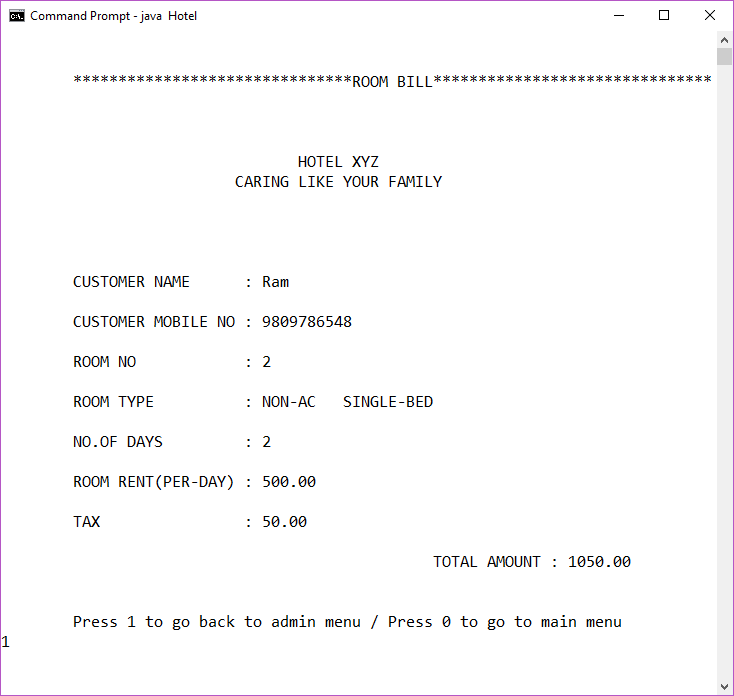 Command Prompt - java  Hotel
*******************************ROOM BILL*******************************
HOTEL XYZ
CARING LIKE YOUR FAMILY
CUSTOMER NAME      : Ram
CUSTOMER MOBILE NO : 9809786548
ROOM NO            : 2
ROOM TYPE          : NON-AC   SINGLE-BED
NO.OF DAYS         : 2
ROOM RENT(PER-DAY) : 500.00
TAX                : 50.00
TOTAL AMOUNT : 1050.00
Press 1 to go back to admin menu / Press 0 to go to main menu
1